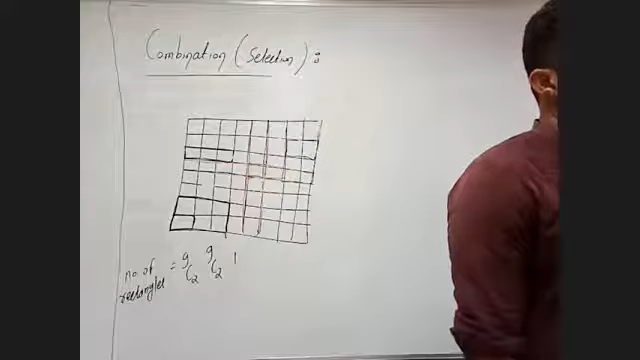 Combination (Selection) :
no of = 9C2 9C2 |
rectangles